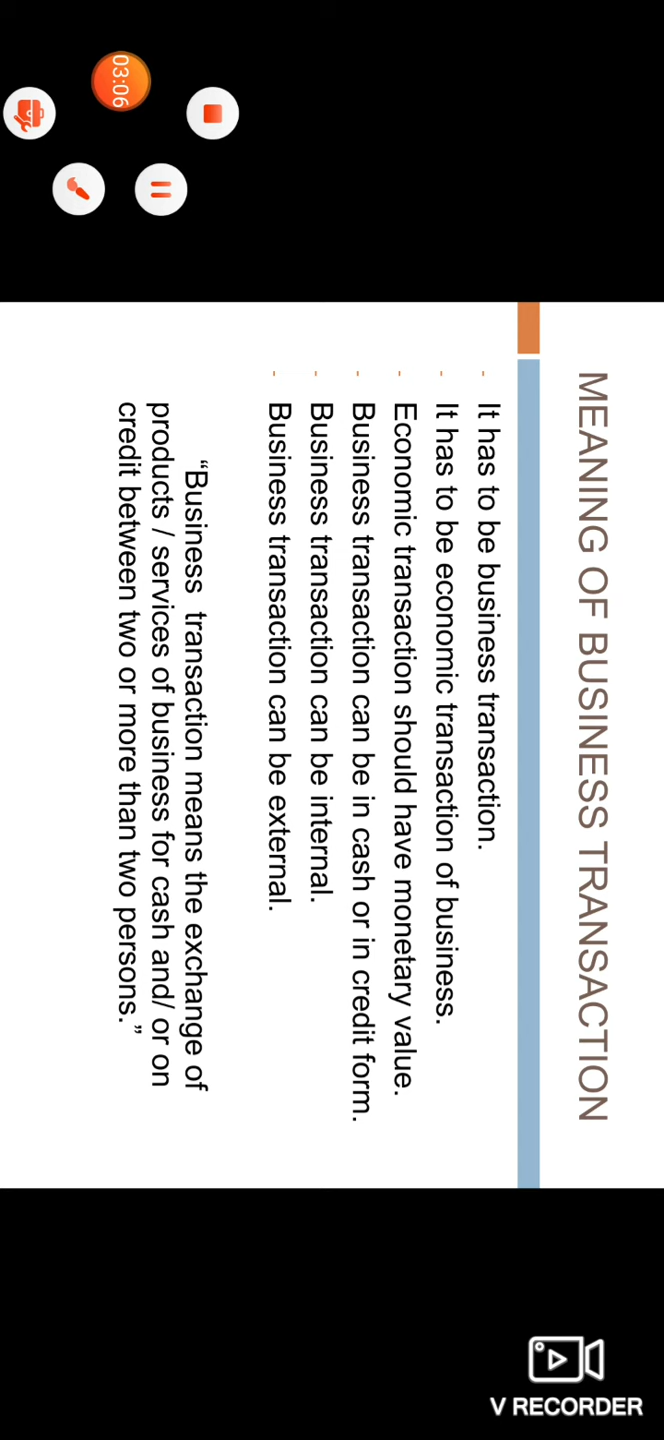 MEANING OF BUSINESS TRANSACTION
- It has to be business transaction.
- It has to be economic transaction of business.
- Economic transaction should have monetary value.
- Business transaction can be in cash or in credit form.
- Business transaction can be internal.
- Business transaction can be external.
“Business transaction means the exchange of
products / services of business for cash and/ or on
credit between two or more than two persons.”
03:06
V RECORDER